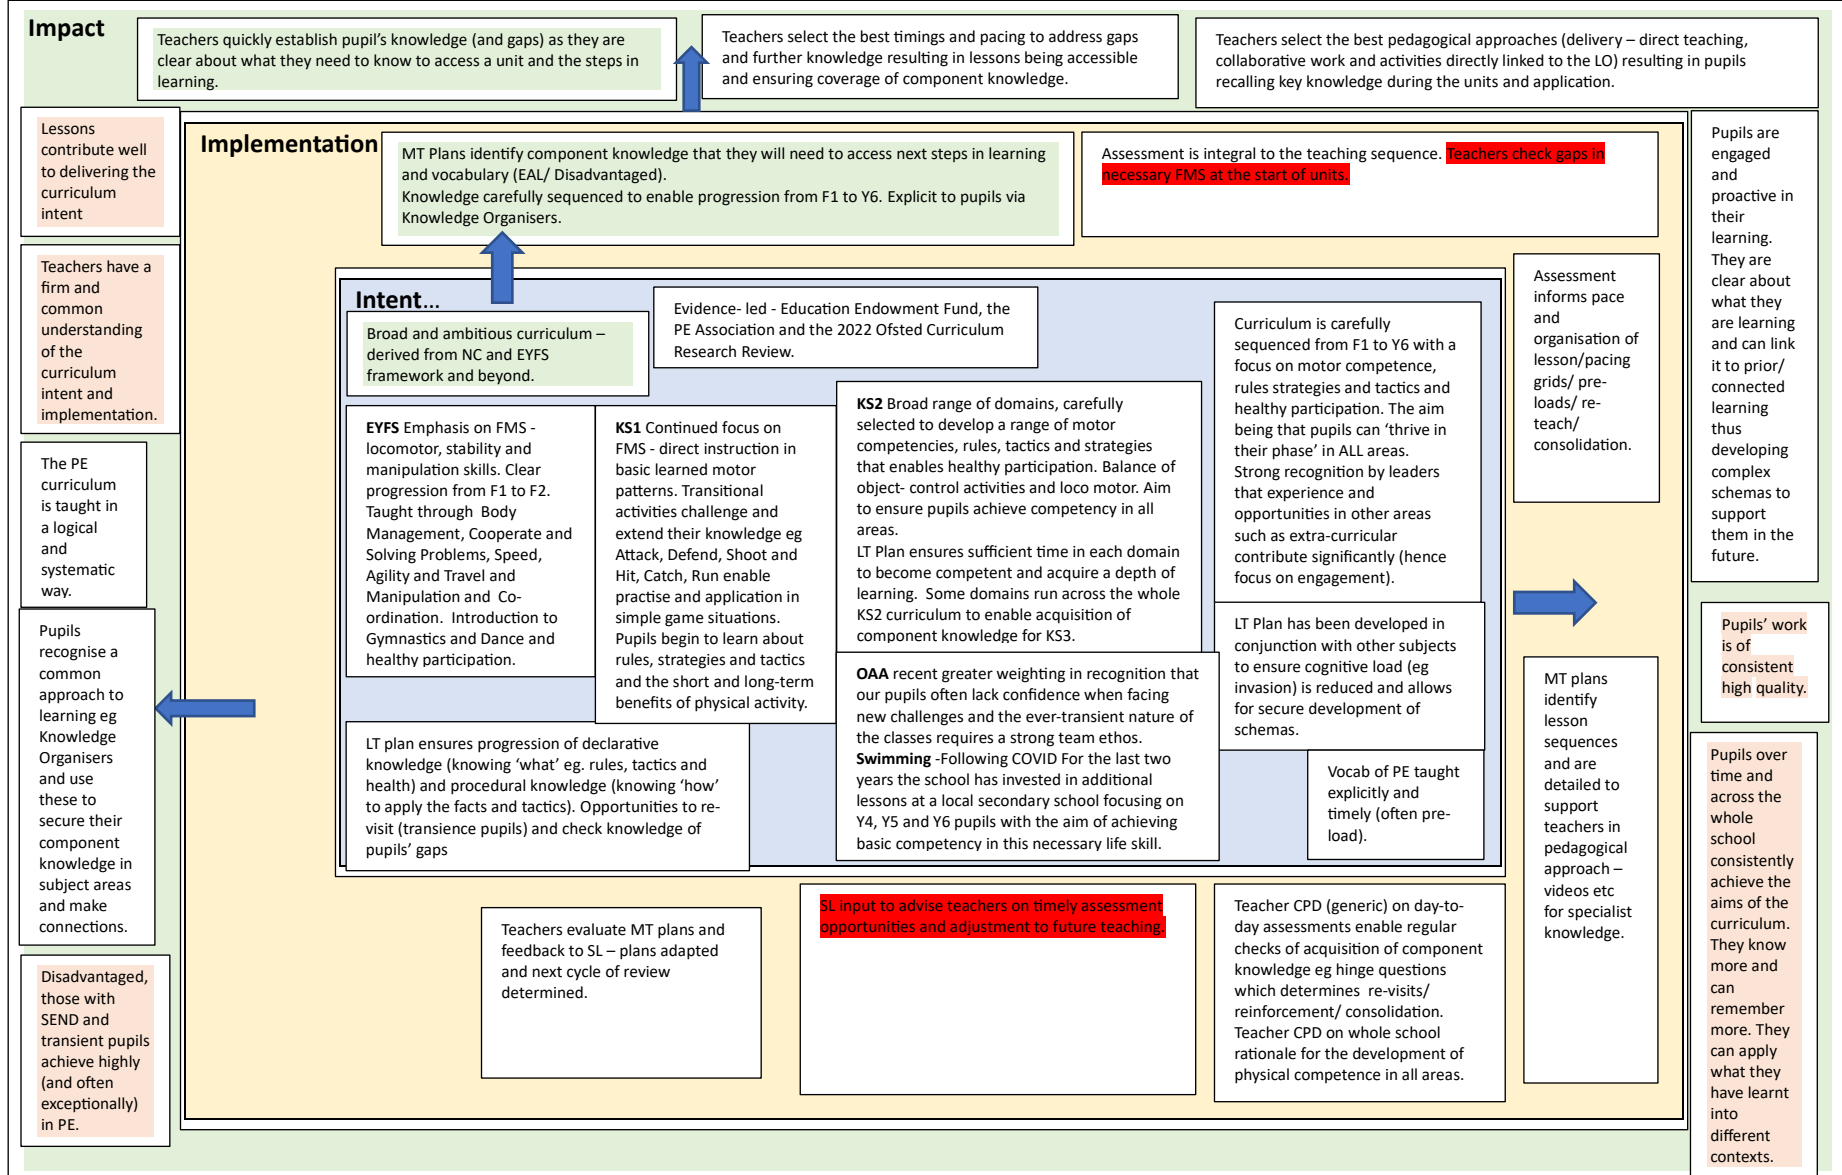 Impact
Teachers quickly establish pupil's knowledge (and gaps) as they are
clear about what they need to know to access a unit and the steps in
learning.
Teachers select the best timings and pacing to address gaps
and further knowledge resulting in lessons being accessible
and ensuring coverage of component knowledge.
Teachers select the best pedagogical approaches (delivery – direct teaching,
collaborative work and activities directly linked to the LO) resulting in pupils
recalling key knowledge during the units and application.
Lessons
contribute well
to delivering the
curriculum
intent
Teachers have a
firm and
common
understanding
of the
curriculum
intent and
implementation.
The PE
curriculum
is taught in
a logical
and
systematic
way.
Pupils
recognise a
common
approach to
learning eg
Knowledge
Organisers
and use
these to
secure their
component
knowledge in
subject areas
and make
connections.
Disadvantaged,
those with
SEND and
transient pupils
achieve highly
(and often
exceptionally)
in PE.
Implementation
MT Plans identify component knowledge that they will need to access next steps in learning
and vocabulary (EAL/ Disadvantaged).
Knowledge carefully sequenced to enable progression from F1 to Y6. Explicit to pupils via
Knowledge Organisers.
Assessment is integral to the teaching sequence. Teachers check gaps in
necessary FMS at the start of units.
Intent...
Broad and ambitious curriculum –
derived from NC and EYFS
framework and beyond.
Evidence- led - Education Endowment Fund, the
PE Association and the 2022 Ofsted Curriculum
Research Review.
EYFS Emphasis on FMS -
locomotor, stability and
manipulation skills. Clear
progression from F1 to F2.
Taught through Body
Management, Cooperate and
Solving Problems, Speed,
Agility and Travel and
Manipulation and Co-
ordination. Introduction to
Gymnastics and Dance and
healthy participation.
KS1 Continued focus on
FMS - direct instruction in
basic learned motor
patterns. Transitional
activities challenge and
extend their knowledge eg
Attack, Defend, Shoot and
Hit, Catch, Run enable
practise and application in
simple game situations.
Pupils begin to learn about
rules, strategies and tactics
and the short and long-term
benefits of physical activity.
KS2 Broad range of domains, carefully
selected to develop a range of motor
competencies, rules, tactics and strategies
that enables healthy participation. Balance of
object- control activities and loco motor. Aim
to ensure pupils achieve competency in all
areas.
LT Plan ensures sufficient time in each domain
to become competent and acquire a depth of
learning. Some domains run across the whole
KS2 curriculum to enable acquisition of
component knowledge for KS3.
OAA recent greater weighting in recognition that
our pupils often lack confidence when facing
new challenges and the ever-transient nature of
the classes requires a strong team ethos.
Swimming -Following COVID For the last two
years the school has invested in additional
lessons at a local secondary school focusing on
Y4, Y5 and Y6 pupils with the aim of achieving
basic competency in this necessary life skill.
Curriculum is carefully
sequenced from F1 to Y6 with a
focus on motor competence,
rules strategies and tactics and
healthy participation. The aim
being that pupils can 'thrive in
their phase' in ALL areas.
Strong recognition by leaders
that experience and
opportunities in other areas
such as extra-curricular
contribute significantly (hence
focus on engagement).
LT Plan has been developed in
conjunction with other subjects
to ensure cognitive load (eg
invasion) is reduced and allows
for secure development of
schemas.
Vocab of PE taught
explicitly and
timely (often pre-
load).
LT plan ensures progression of declarative
knowledge (knowing 'what' eg. rules, tactics and
health) and procedural knowledge (knowing 'how'
to apply the facts and tactics). Opportunities to re-
visit (transience pupils) and check knowledge of
pupils' gaps
Assessment
informs pace
and
organisation of
lesson/pacing
grids/ pre-
loads/ re-
teach/
consolidation.
MT plans
identify
lesson
sequences
and are
detailed to
support
teachers in
pedagogical
approach –
videos etc
for specialist
knowledge.
Teachers evaluate MT plans and
feedback to SL – plans adapted
and next cycle of review
determined.
SL input to advise teachers on timely assessment
opportunities and adjustment to future teaching.
Teacher CPD (generic) on day-to-
day assessments enable regular
checks of acquisition of component
knowledge eg hinge questions
which determines re-visits/
reinforcement/ consolidation.
Teacher CPD on whole school
rationale for the development of
physical competence in all areas.
Pupils are
engaged
and
proactive in
their
learning.
They are
clear about
what they
are learning
and can link
it to prior/
connected
learning
thus
developing
complex
schemas to
support
them in the
future.
Pupils' work
is of
consistent
high quality.
Pupils over
time and
across the
whole
school
consistently
achieve the
aims of the
curriculum.
They know
more and
can
remember
more. They
can apply
what they
have learnt
into
different
contexts.